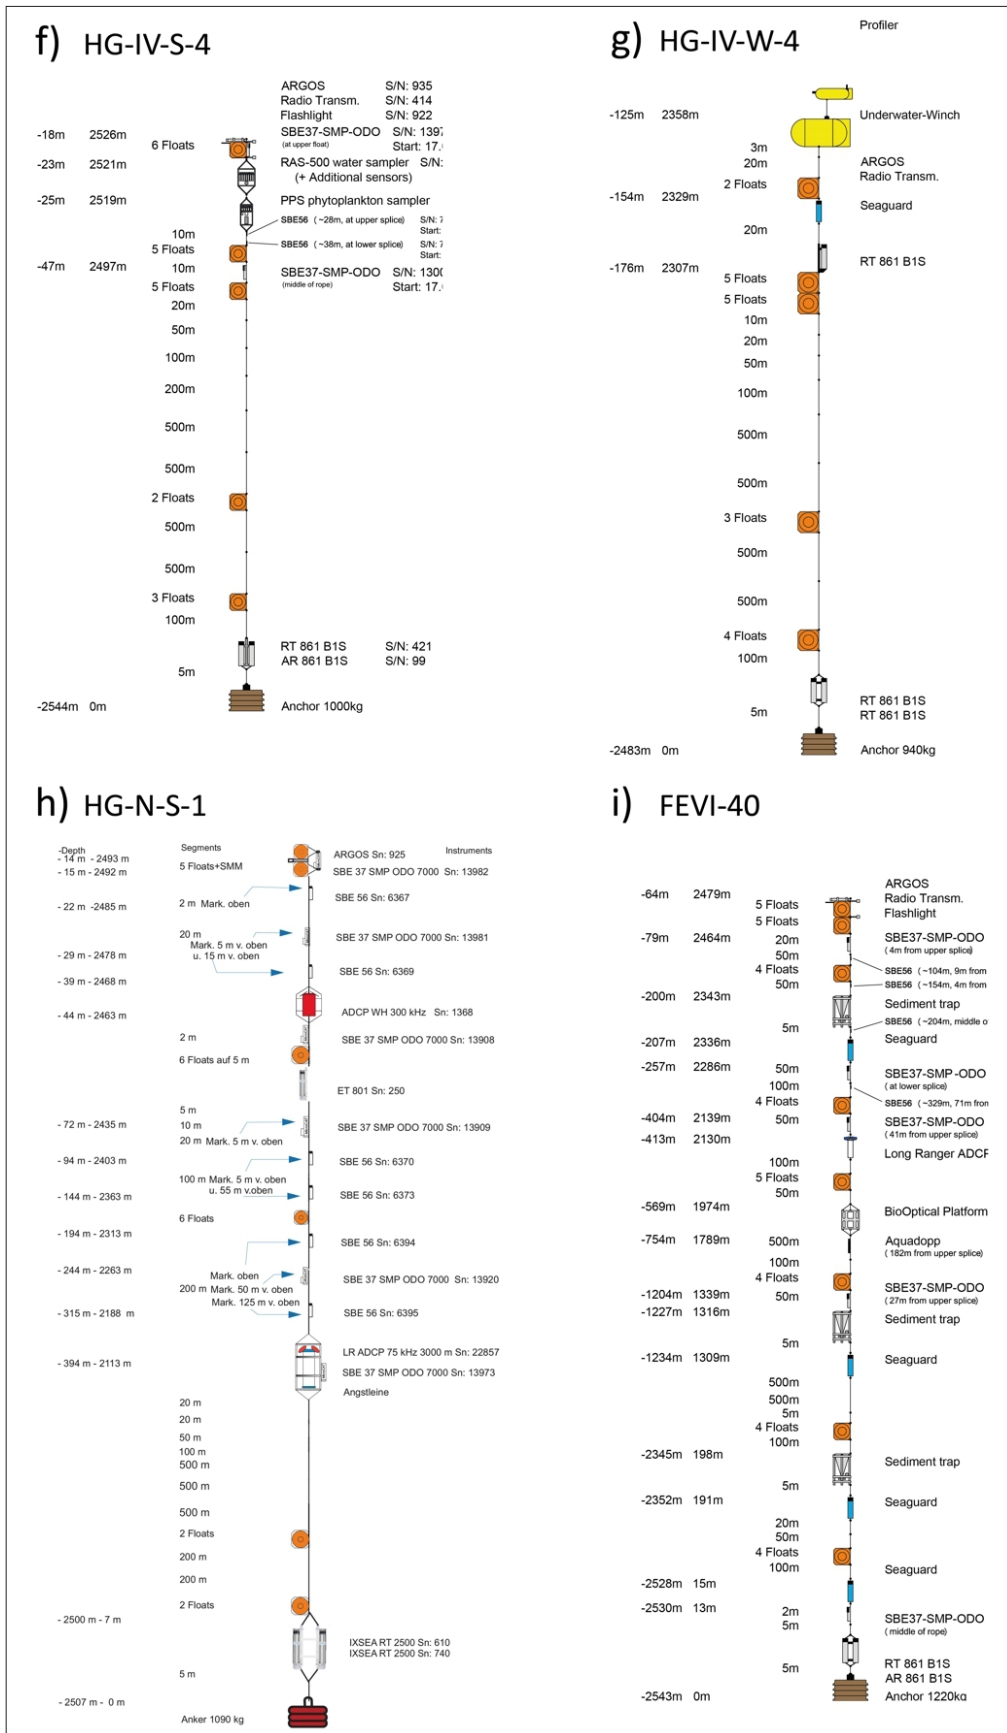 f) HG-IV-S-4
ARGOS S/N: 935
Radio Transm. S/N: 414
Flashlight S/N: 922
-18m 2526m SBE37-SMP-ODO S/N: 1397
6 Floats (at upper float) Start: 17.
-23m 2521m RAS-500 water sampler S/N:
(+ Additional sensors)
-25m 2519m PPS phytoplankton sampler
SBE56 (~28m, at upper splice) S/N: 7
10m Start:
SBE56 (~38m, at lower splice) S/N: 7
5 Floats Start:
-47m 2497m 10m SBE37-SMP-ODO S/N: 1300
(middle of rope) Start: 17.
5 Floats
20m
50m
100m
200m
500m
500m
2 Floats
500m
500m
3 Floats
100m
RT 861 B1S S/N: 421
AR 861 B1S S/N: 99
5m
-2544m 0m Anchor 1000kg
g) HG-IV-W-4
Profiler
-125m 2358m Underwater-Winch
3m
20m ARGOS
Radio Transm.
2 Floats
-154m 2329m Seaguard
20m
-176m 2307m RT 861 B1S
5 Floats
5 Floats
10m
20m
50m
100m
500m
500m
3 Floats
500m
500m
4 Floats
100m
RT 861 B1S
5m RT 861 B1S
-2483m 0m Anchor 940kg
h) HG-N-S-1
-Depth Segments Instruments
- 14 m - 2493 m ARGOS Sn: 925
5 Floats+SMM
- 15 m - 2492 m SBE 37 SMP ODO 7000 Sn: 13982
- 22 m -2485 m 2 m Mark. oben SBE 56 Sn: 6367
20 m SBE 37 SMP ODO 7000 Sn: 13981
Mark. 5 m v. oben
- 29 m - 2478 m u. 15 m v. oben
SBE 56 Sn: 6369
- 39 m - 2468 m
- 44 m - 2463 m ADCP WH 300 kHz Sn: 1368
2 m SBE 37 SMP ODO 7000 Sn: 13908
6 Floats auf 5 m
ET 801 Sn: 250
5 m
- 72 m - 2435 m 10 m SBE 37 SMP ODO 7000 Sn: 13909
20 m Mark. 5m v. oben
- 94 m - 2403 m SBE 56 Sn: 6370
100 m Mark. 5 m v. oben
- 144 m - 2363 m u. 55 m v.oben SBE 56 Sn: 6373
6 Floats
- 194 m - 2313 m SBE 56 Sn: 6394
- 244 m - 2263 m Mark. oben SBE 37 SMP ODO 7000 Sn: 13920
200 m Mark. 50 m v. oben
Mark. 125 m v. oben
- 315 m - 2188 m SBE 56 Sn: 6395
LR ADCP 75 kHz 3000 m Sn: 22857
- 394 m - 2113 m SBE 37 SMP ODO 7000 Sn: 13973
Angstleine
20 m
20 m
50 m
100 m
500 m
500 m
500 m
2 Floats
200 m
200 m
2 Floats
- 2500 m - 7 m
IXSEA RT 2500 Sn: 610
IXSEA RT 2500 Sn: 740
5 m
- 2507 m - 0 m
Anker 1090 kg
i) FEVI-40
ARGOS
-64m 2479m Radio Transm.
5 Floats Flashlight
5 Floats
-79m 2464m 20m SBE37-SMP-ODO
50m (4m from upper splice)
4 Floats SBE56 (~104m, 9m from
50m SBE56 (~154m, 4m from
-200m 2343m Sediment trap
5m SBE56 (~204m, middle o
-207m 2336m Seaguard
-257m 2286m 50m SBE37-SMP-ODO
100m (at lower splice)
4 Floats SBE56 (~329m, 71m from
-404m 2139m 50m SBE37-SMP-ODO
(41m from upper splice)
-413m 2130m Long Ranger ADCP
100m
5 Floats
50m
-569m 1974m BioOptical Platform
-754m 1789m 500m Aquadopp
(182m from upper splice)
100m
4 Floats SBE37-SMP-ODO
-1204m 1339m 50m (27m from upper splice)
-1227m 1316m Sediment trap
5m
-1234m 1309m Seaguard
500m
500m
5m
4 Floats
100m
-2345m 198m Sediment trap
5m
-2352m 191m Seaguard
20m
50m
4 Floats
100m Seaguard
-2528m 15m
-2530m 13m 2m SBE37-SMP-ODO
5m (middle of rope)
5m RT 861 B1S
AR 861 B1S
-2543m 0m Anchor 1220kg